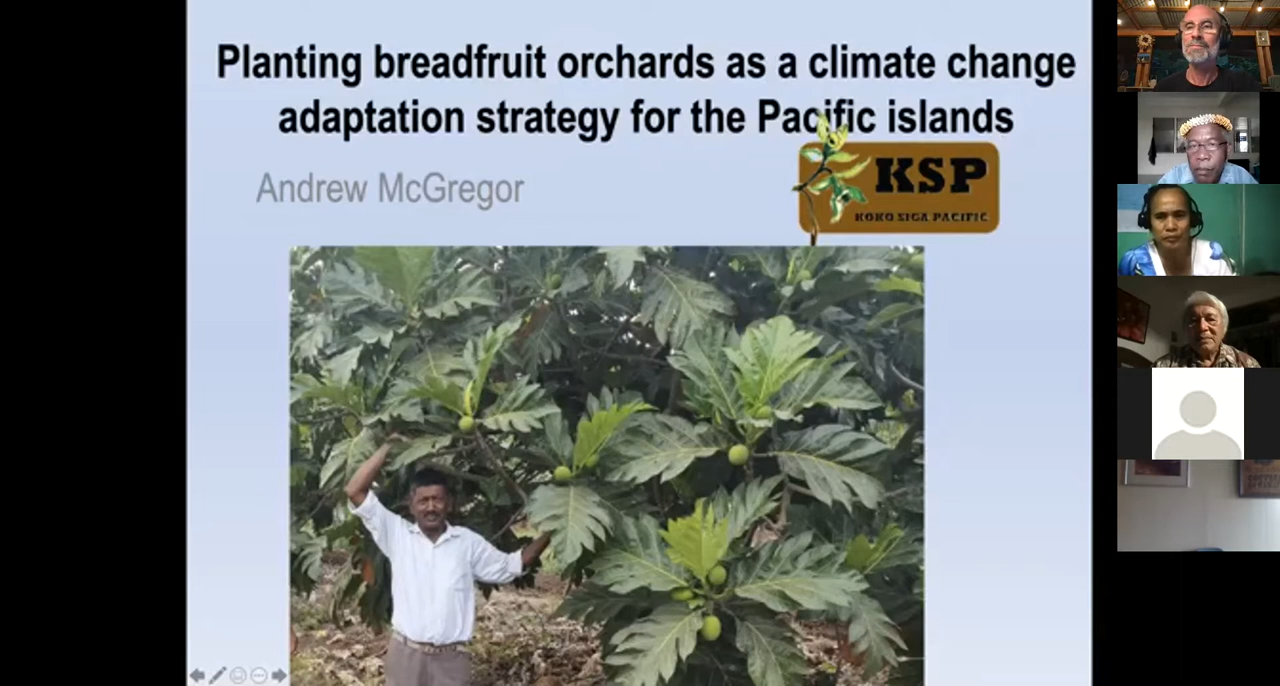 Planting breadfruit orchards as a climate change
adaptation strategy for the Pacific islands
Andrew McGregor
KSP
KOKO SIGA PACIFIC